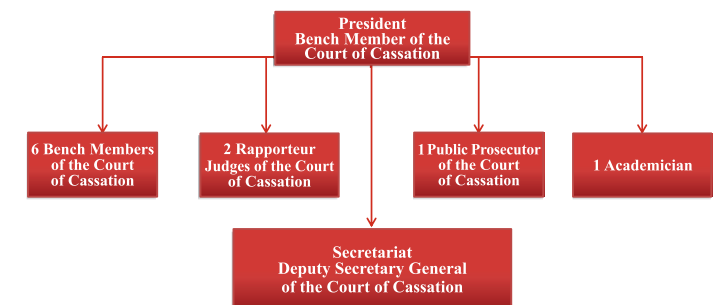 President
Bench Member of the
Court of Cassation
6 Bench Members
of the Court
of Cassation
2 Rapporteur
Judges of the Court
of Cassation
1 Public Prosecutor
of the Court
of Cassation
1 Academician
Secretariat
Deputy Secretary General
of the Court of Cassation